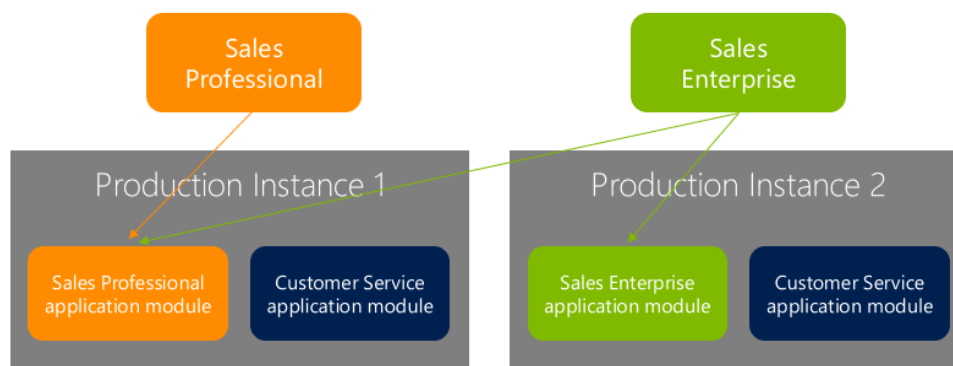 Sales
Professional
Sales
Enterprise
Production Instance 1
Production Instance 2
Sales Professional
application module
Customer Service
application module
Sales Enterprise
application module
Customer Service
application module